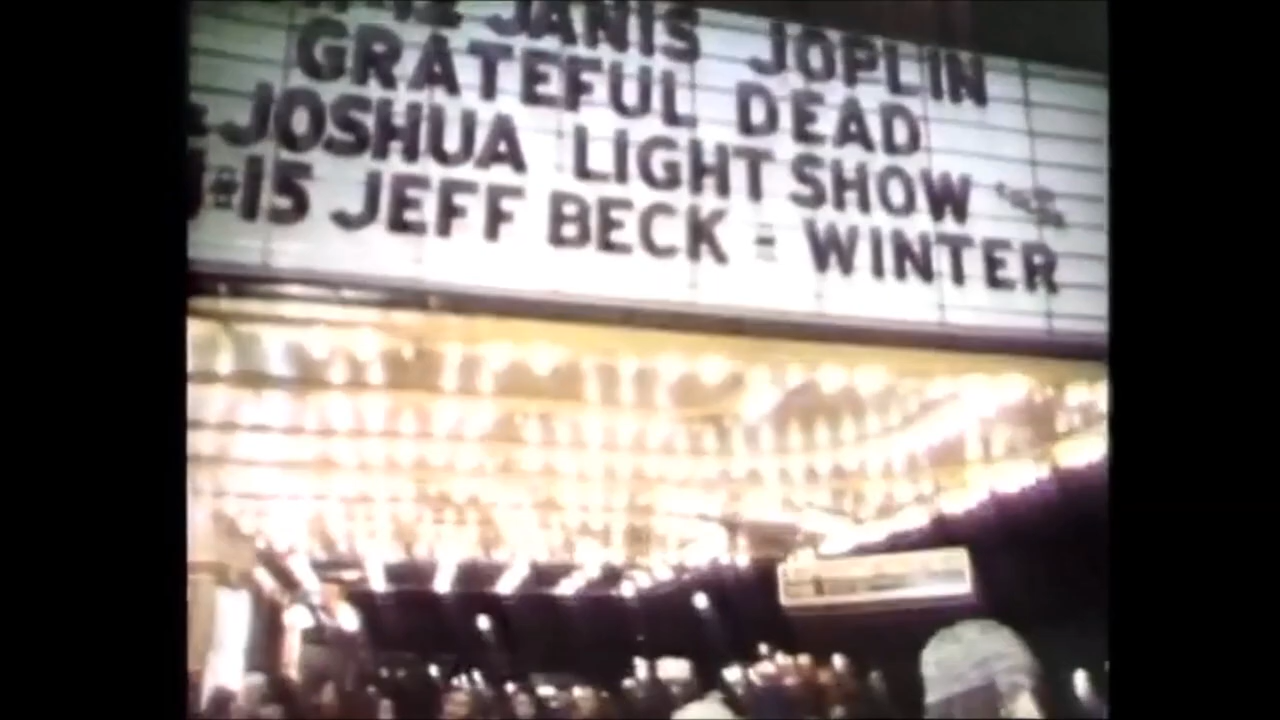 JANIS JOPLIN
GRATEFUL DEAD
& JOSHUA LIGHT SHOW
15 JEFF BECK - WINTER